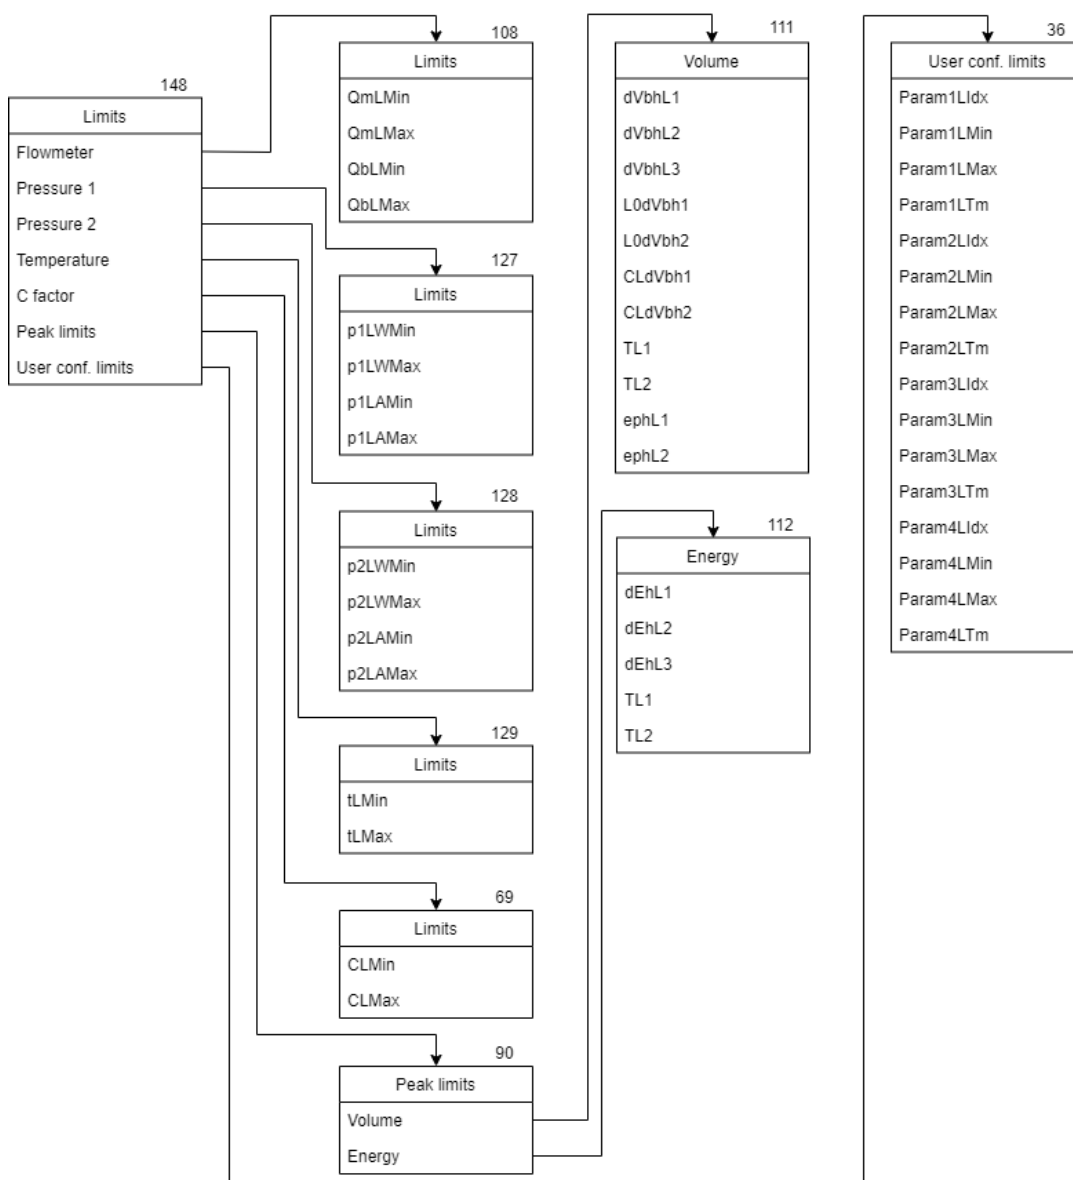 148
Limits
Flowmeter
Pressure 1
Pressure 2
Temperature
C factor
Peak limits
User conf. limits
108
Limits
QmLMin
QmLMax
QbLMin
QbLMax
127
Limits
p1LWMin
p1LWMax
p1LAMin
p1LAMax
128
Limits
p2LWMin
p2LWMax
p2LAMin
p2LAMax
129
Limits
tLMin
tLMax
69
Limits
CLMin
CLMax
90
Peak limits
Volume
Energy
111
Volume
dVbhL1
dVbhL2
dVbhL3
L0dVbh1
L0dVbh2
CLdVbh1
CLdVbh2
TL1
TL2
ephL1
ephL2
112
Energy
dEhL1
dEhL2
dEhL3
TL1
TL2
36
User conf. limits
Param1LIdx
Param1LMin
Param1LMax
Param1LTm
Param2LIdx
Param2LMin
Param2LMax
Param2LTm
Param3LIdx
Param3LMin
Param3LMax
Param3LTm
Param4LIdx
Param4LMin
Param4LMax
Param4LTm